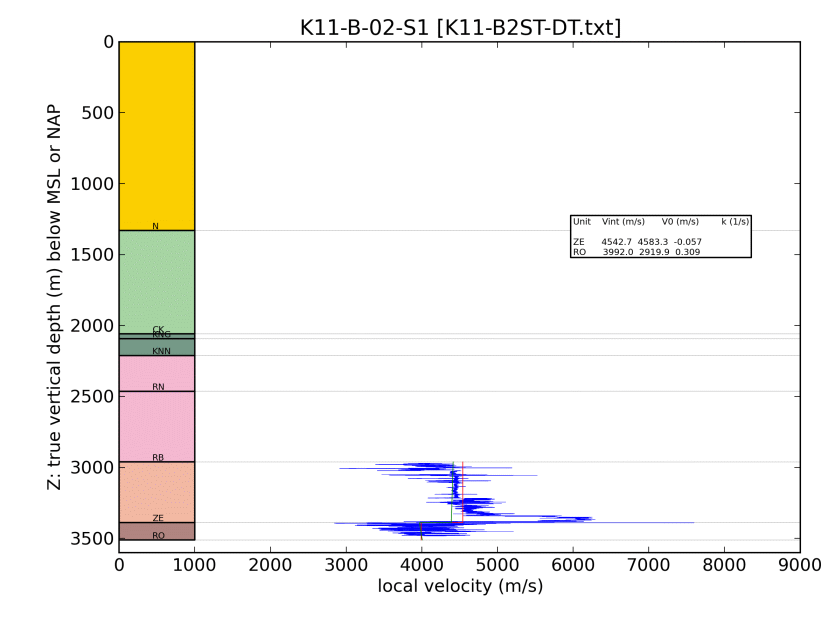 K11-B-02-S1 [K11-B2ST-DT.txt]
Z: true vertical depth (m) below MSL or NAP
0
500
1000
1500
2000
2500
3000
3500
N
CK
KNG
KNN
RN
RB
ZE
RO
Unit Vint (m/s) V0 (m/s) k (1/s)
ZE 4542.7 4583.3 -0.057
RO 3992.0 2919.9 0.309
0 1000 2000 3000 4000 5000 6000 7000 8000 9000
local velocity (m/s)